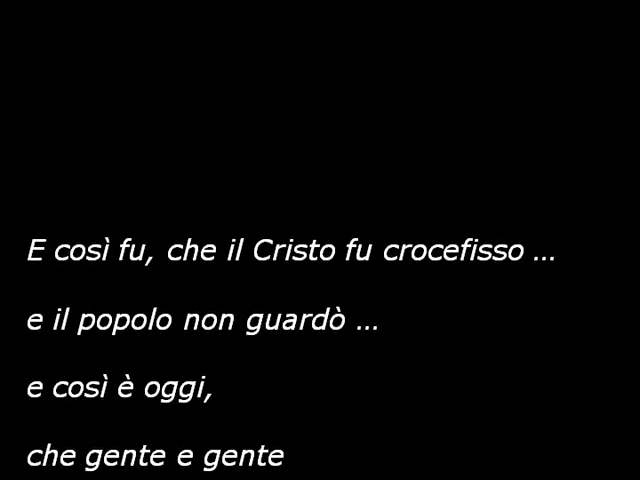 E così fu, che il Cristo fu crocefisso ...
e il popolo non guardò ...
e così è oggi,
che gente e gente